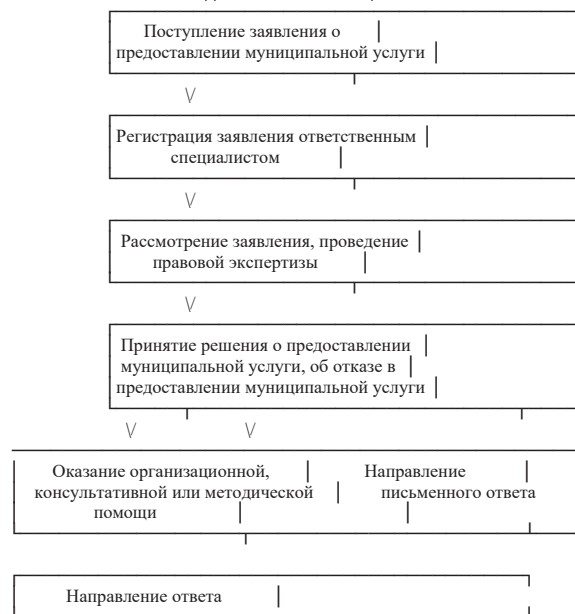 Поступление заявления о
предоставлении муниципальной услуги
Регистрация заявления ответственным
специалистом
Рассмотрение заявления, проведение
правовой экспертизы
Принятие решения о предоставлении
муниципальной услуги, об отказе в
предоставлении муниципальной услуги
Оказание организационной,
консультативной или методической
помощи
Направление
письменного ответа
Направление ответа